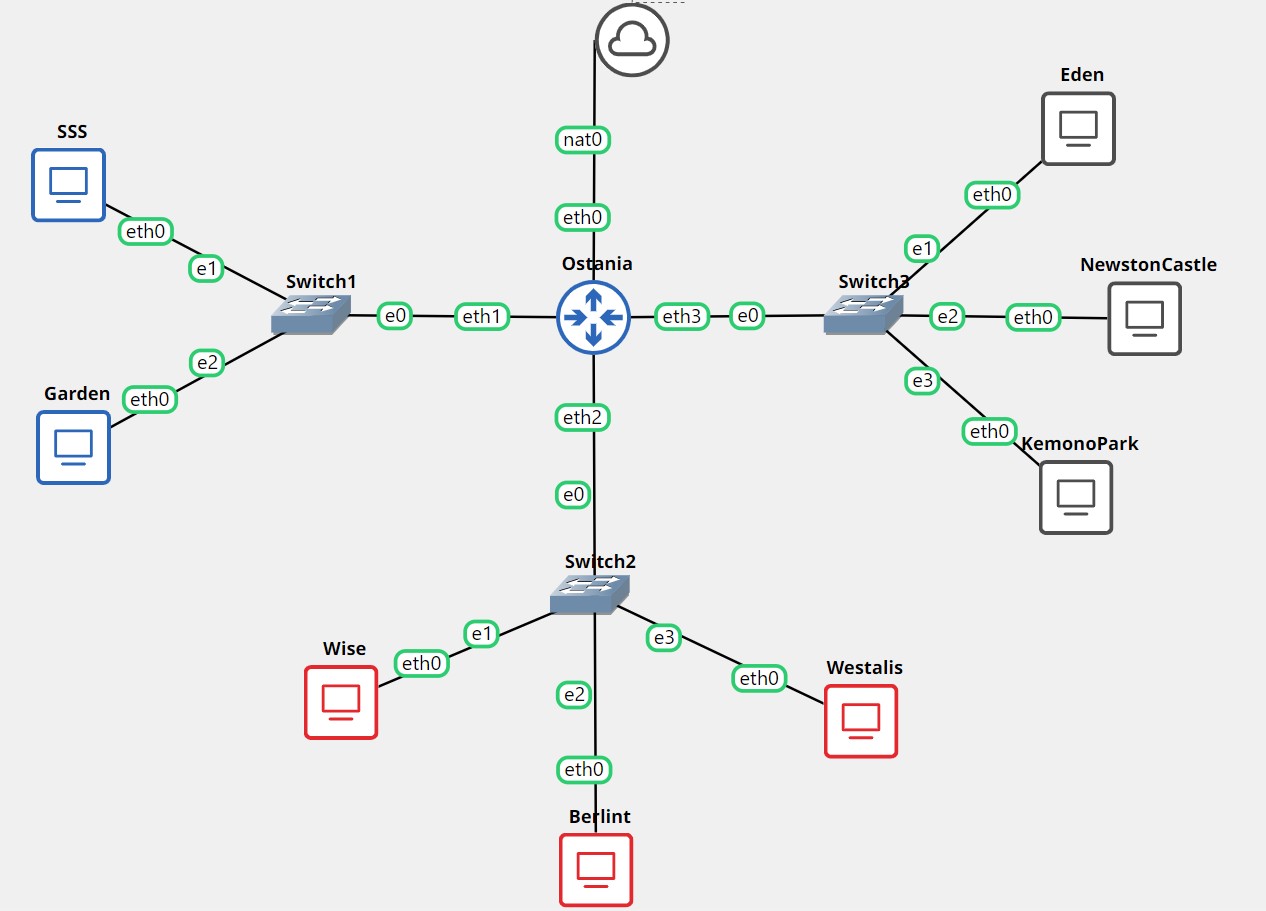 Eden
SSS
nat0
eth0
eth0
eth0
e1
e1
Ostania
NewstonCastle
Switch1
Switch3
e0
eth1
eth3
e0
e2
eth0
e2
e3
Garden
eth0
eth2
eth0
KemonoPark
e0
Switch2
e1
e3
Wise
eth0
Westalis
eth0
e2
eth0
Berlint